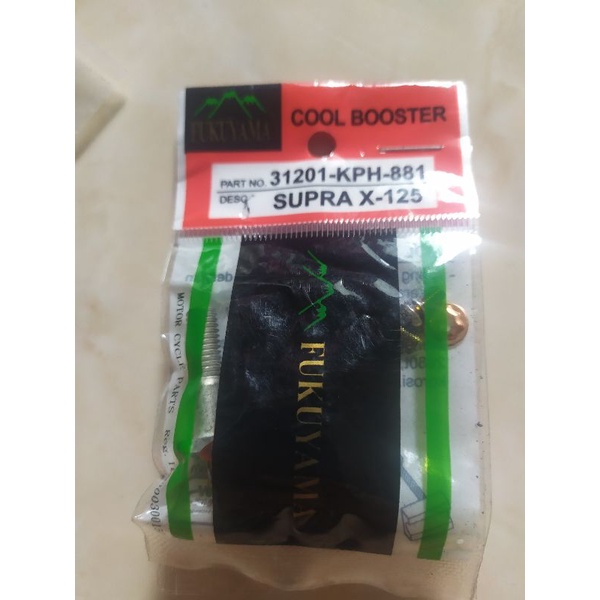 FUKUYAMA
COOL BOOSTER
PART NO. 31201-KPH-881
DESC. SUPRA X-125
FUKUYAMA
MOTOR CYCLE PARTS